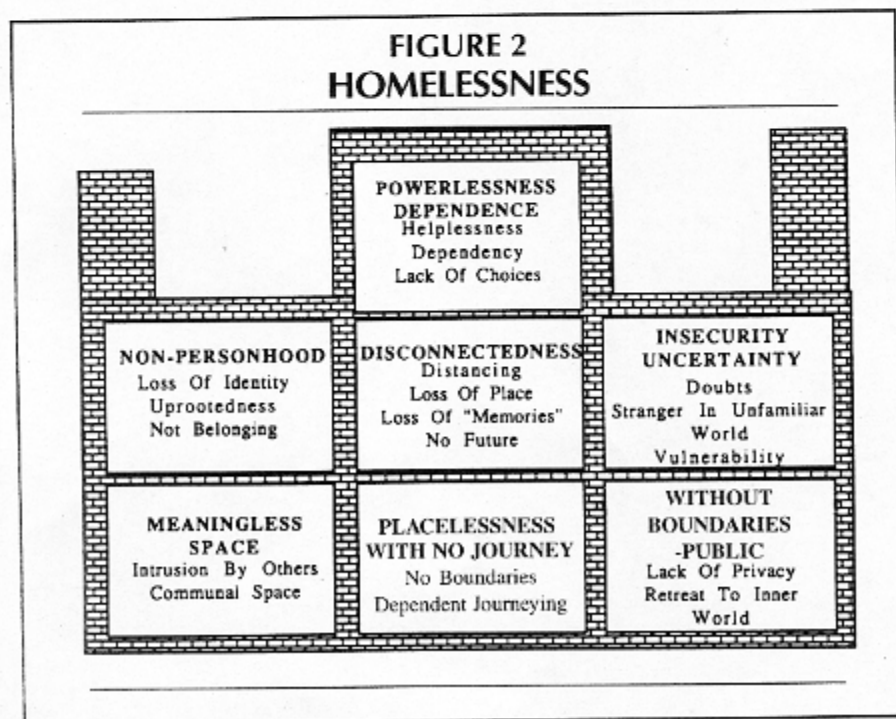 FIGURE 2
HOMELESSNESS
POWERLESSNESS
DEPENDENCE
Helplessness
Dependency
Lack Of Choices
NON-PERSONHOOD
Loss Of Identity
Uprootedness
Not Belonging
DISCONNECTEDNESS
Distancing
Loss Of Place
Loss Of "Memories"
No Future
INSECURITY
UNCERTAINTY
Doubts
Stranger In Unfamiliar
World
Vulnerability
MEANINGLESS
SPACE
Intrusion By Others
Communal Space
PLACELESSNESS
WITH NO JOURNEY
No Boundaries
Dependent Journeying
WITHOUT
BOUNDARIES
-PUBLIC
Lack Of Privacy
Retreat To Inner
World